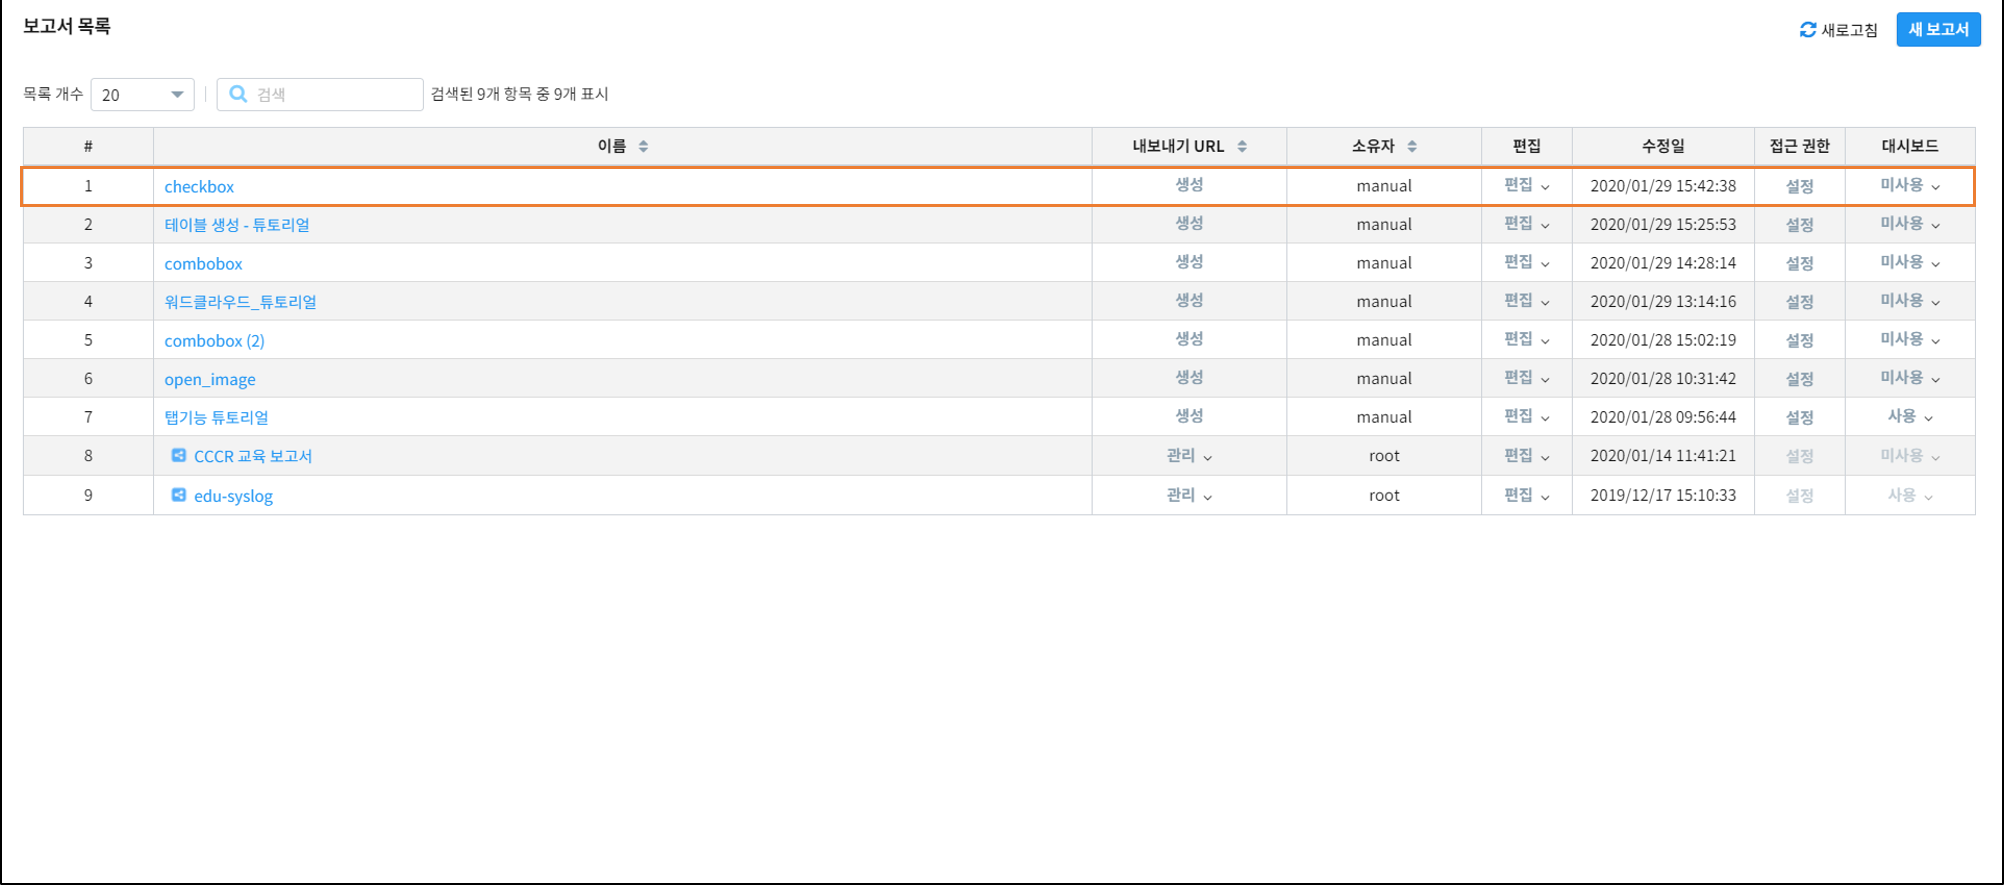 보고서 목록
새로고침 새 보고서
목록 개수 20 검색 검색된 9개 항목 중 9개 표시
# 이름 내보내기 URL 소유자 편집 수정일 접근 권한 대시보드
1 checkbox 생성 manual 편집 2020/01/29 15:42:38 설정 미사용
2 테이블 생성 - 튜토리얼 생성 manual 편집 2020/01/29 15:25:53 설정 미사용
3 combobox 생성 manual 편집 2020/01/29 14:28:14 설정 미사용
4 워드클라우드_튜토리얼 생성 manual 편집 2020/01/29 13:14:16 설정 미사용
5 combobox (2) 생성 manual 편집 2020/01/28 15:02:19 설정 미사용
6 open_image 생성 manual 편집 2020/01/28 10:31:42 설정 미사용
7 탭기능 튜토리얼 생성 manual 편집 2020/01/28 09:56:44 설정 사용
8 CCCR 교육 보고서 관리 root 편집 2020/01/14 11:41:21 설정 미사용
9 edu-syslog 관리 root 편집 2019/12/17 15:10:33 설정 사용